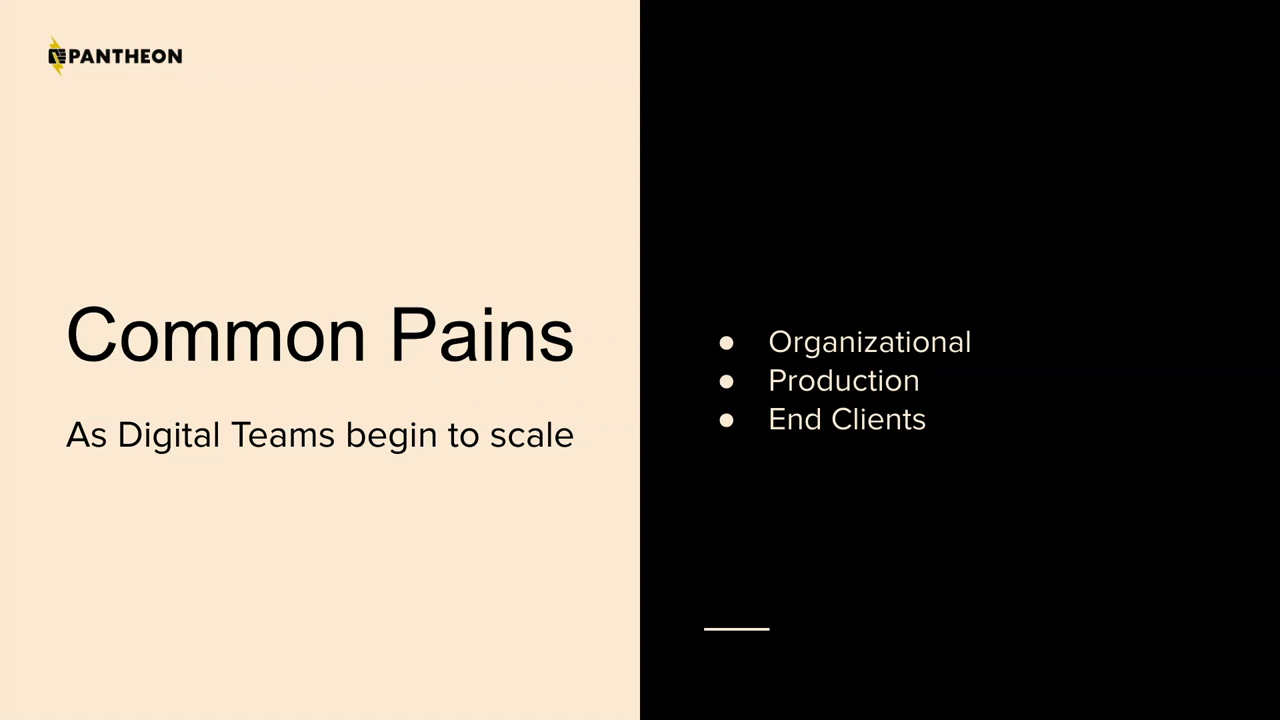 PANTHEON
Common Pains
As Digital Teams begin to scale
● Organizational
● Production
● End Clients